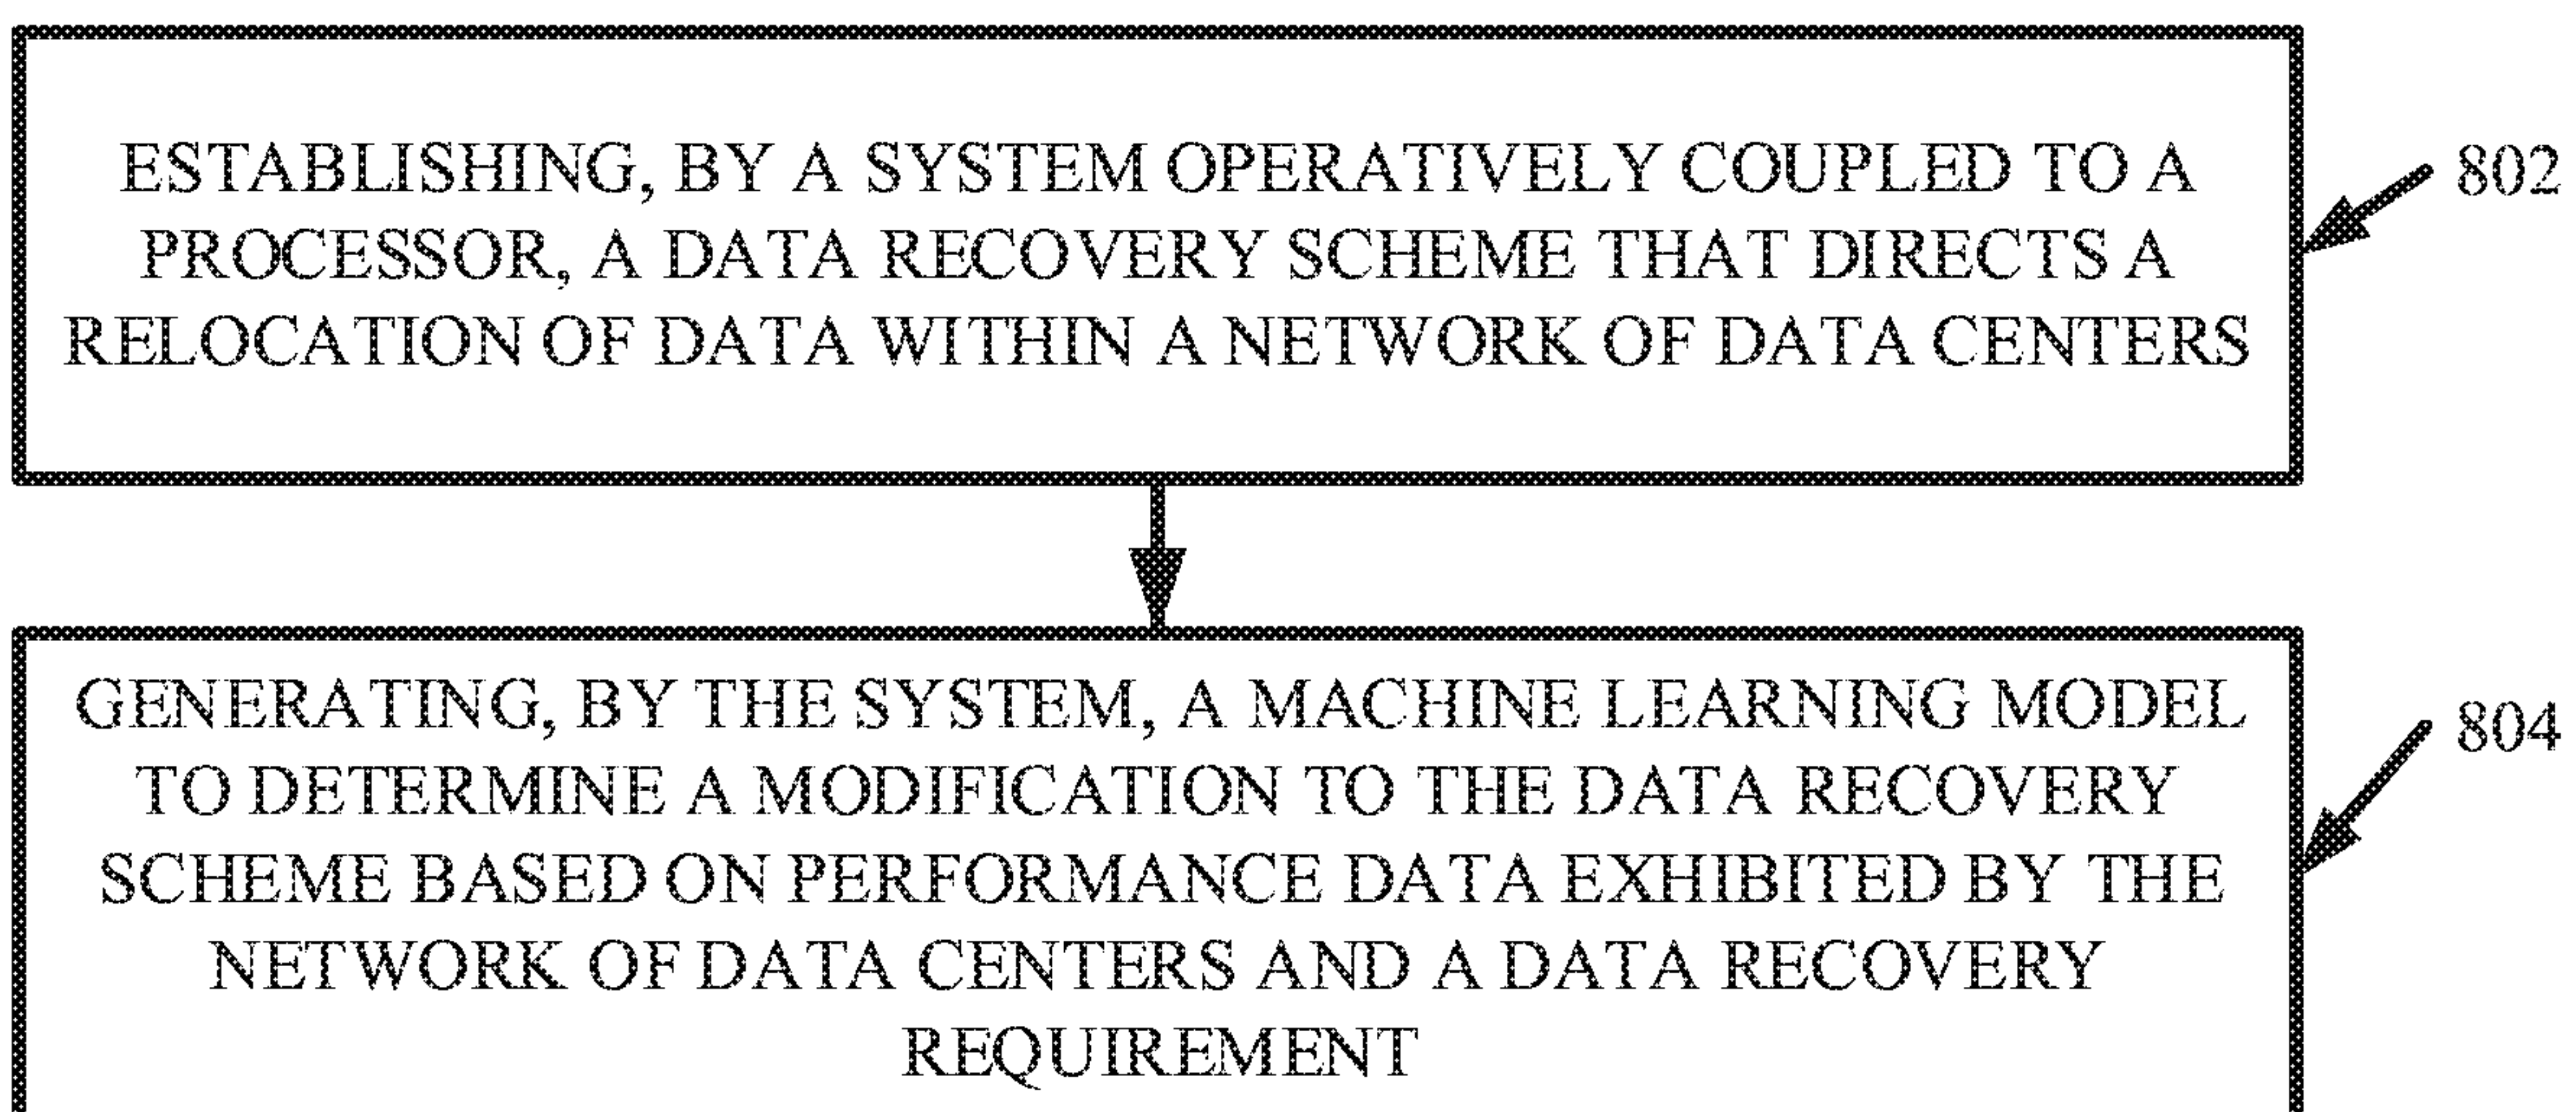 ESTABLISHING, BY A SYSTEM OPERATIVELY COUPLED TO A
PROCESSOR, A DATA RECOVERY SCHEME THAT DIRECTS A
RELOCATION OF DATA WITHIN A NETWORK OF DATA CENTERS
802
GENERATING, BY THE SYSTEM, A MACHINE LEARNING MODEL
TO DETERMINE A MODIFICATION TO THE DATA RECOVERY
SCHEME BASED ON PERFORMANCE DATA EXHIBITED BY THE
NETWORK OF DATA CENTERS AND A DATA RECOVERY
REQUIREMENT
804